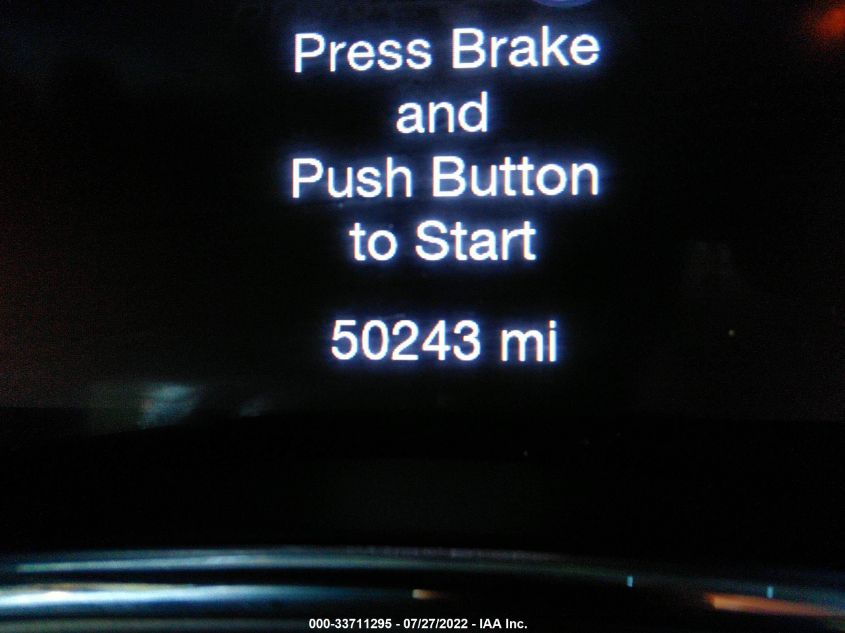 Press Brake
and
Push Button
to Start
50243 mi
000-33711295 - 07/27/2022 - IAA Inc.